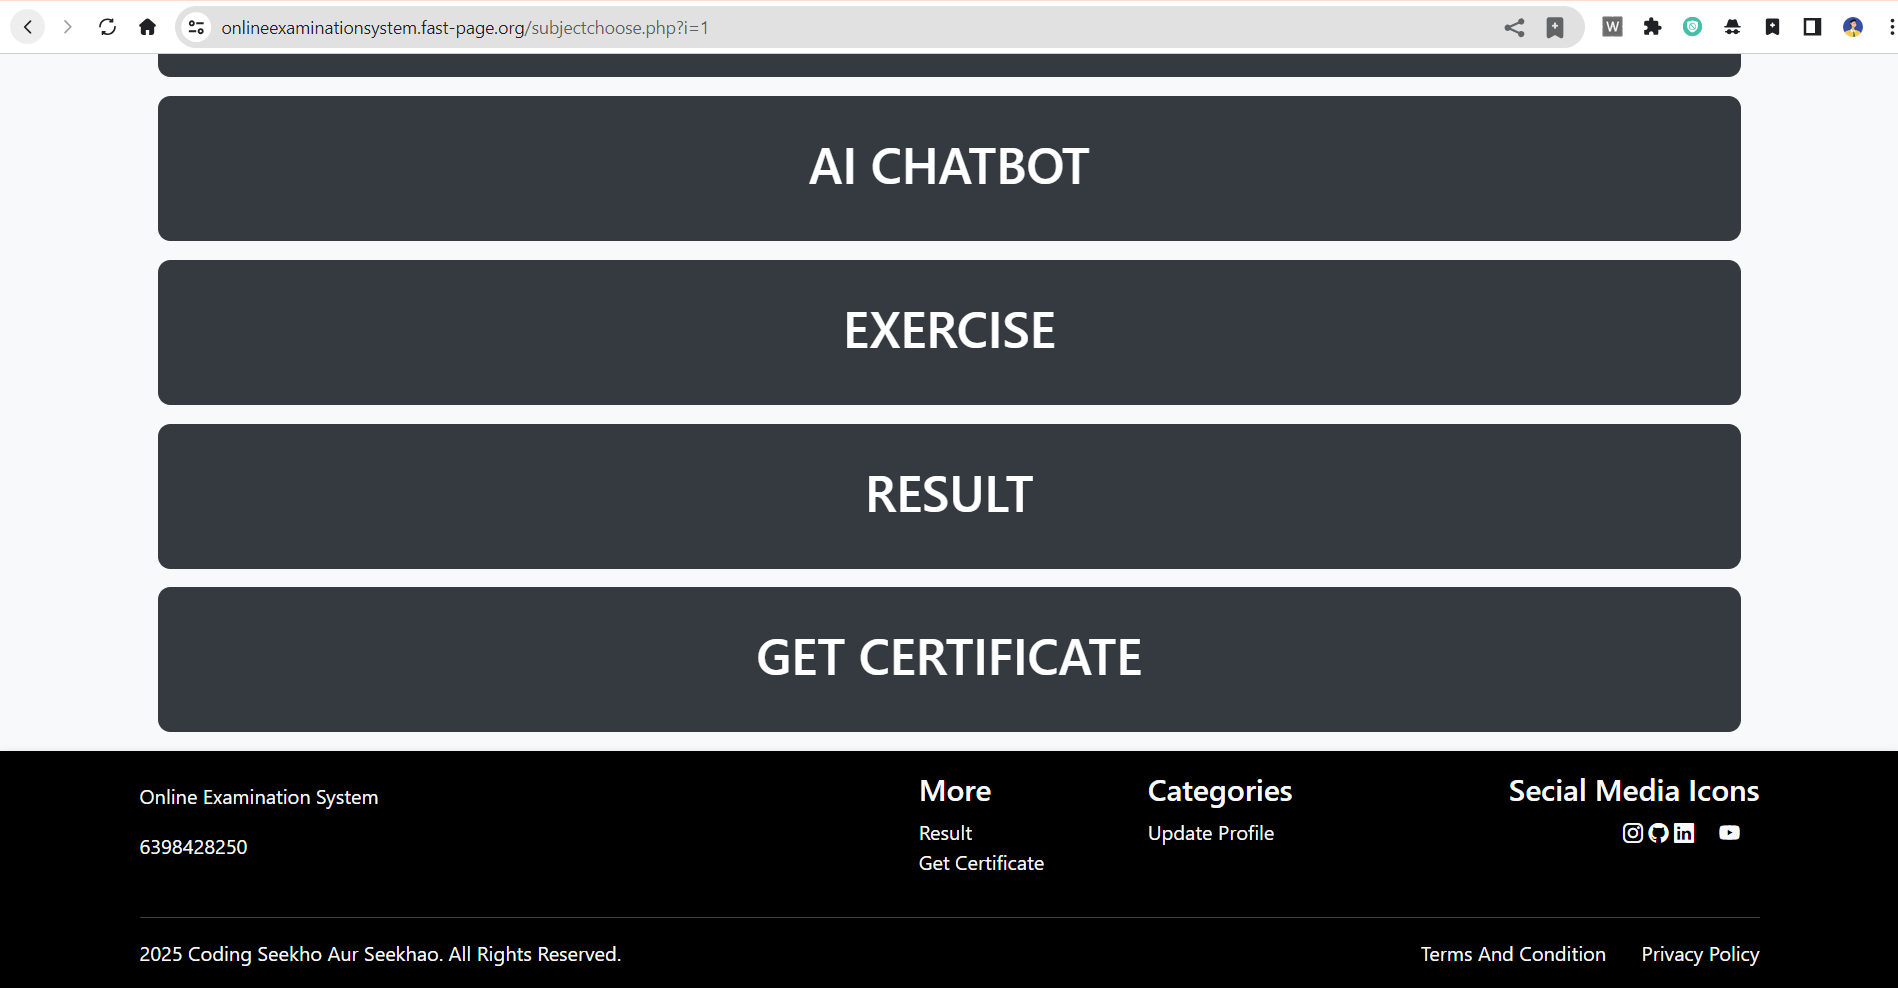 onlineexaminationsystem.fast-page.org/subjectchoose.php?i=1
W
AI CHATBOT
EXERCISE
RESULT
GET CERTIFICATE
Online Examination System
6398428250
More
Result
Get Certificate
Categories
Update Profile
Secial Media Icons
2025 Coding Seekho Aur Seekhao. All Rights Reserved.
Terms And Condition
Privacy Policy